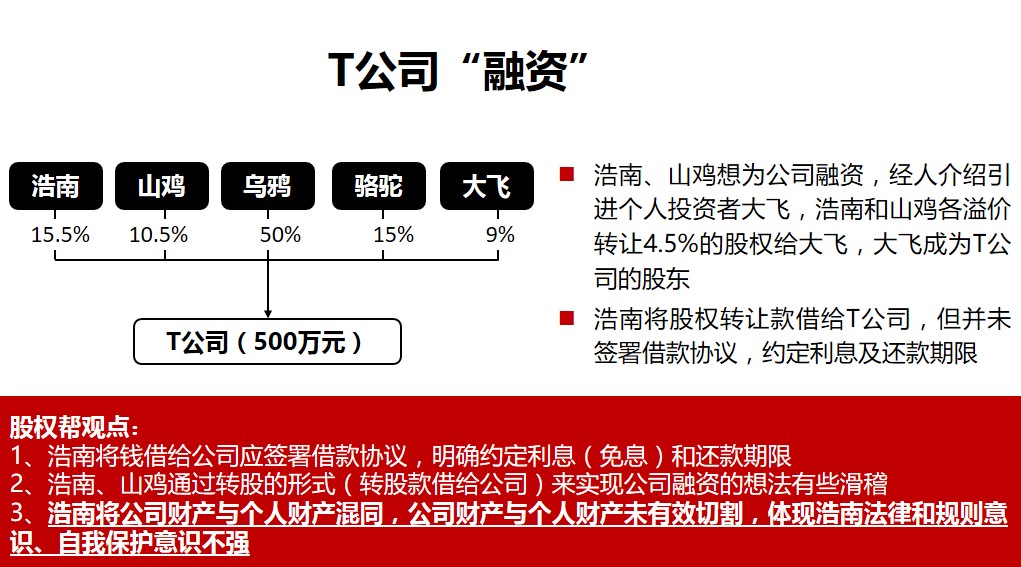 T公司“融资”
浩南 山鸡 乌鸦 骆驼 大飞
15.5% 10.5% 50% 15% 9%
T公司（500万元）
■ 浩南、山鸡想为公司融资，经人介绍引
进个人投资者大飞，浩南和山鸡各溢价
转让4.5%的股权给大飞，大飞成为T公
司的股东
■ 浩南将股权转让款借给T公司，但并未
签署借款协议，约定利息及还款期限
股权帮观点：
1、浩南将钱借给公司应签署借款协议，明确约定利息（免息）和还款期限
2、浩南、山鸡通过转股的形式（转股款借给公司）来实现公司融资的想法有些滑稽
3、浩南将公司财产与个人财产混同，公司财产与个人财产未有效切割，体现浩南法律和规则意
识、自我保护意识不强